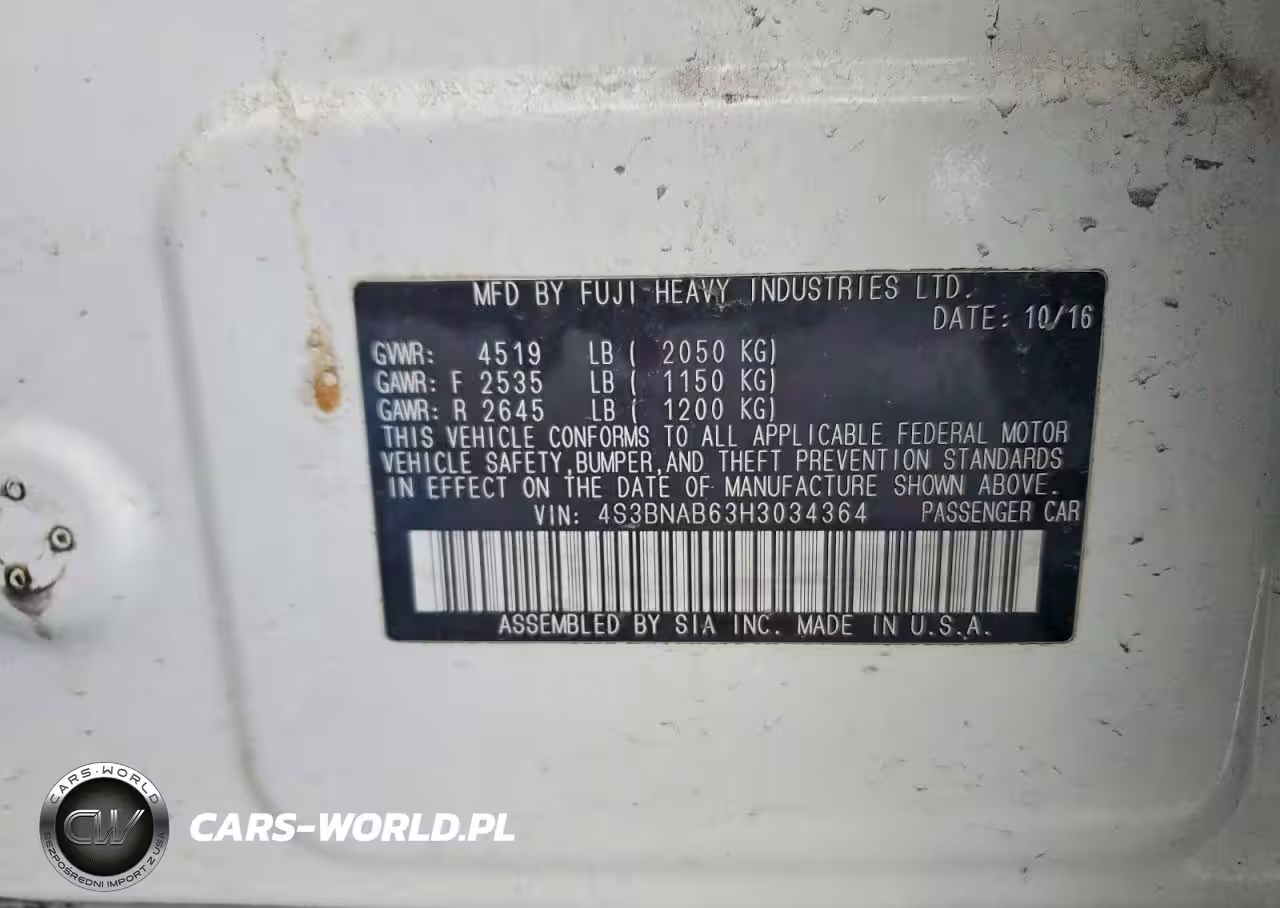 MFD BY FUJI HEAVY INDUSTRIES LTD.
DATE: 10/16
GVWR: 4519 LB ( 2050 KG)
GAWR: F 2535 LB ( 1150 KG)
GAWR: R 2645 LB ( 1200 KG)
THIS VEHICLE CONFORMS TO ALL APPLICABLE FEDERAL MOTOR
VEHICLE SAFETY,BUMPER,AND THEFT PREVENTION STANDARDS
IN EFFECT ON THE DATE OF MANUFACTURE SHOWN ABOVE.
VIN: 4S3BNAB63H3034364 PASSENGER CAR
ASSEMBLED BY SIA INC. MADE IN U.S.A.
CARS-WORLD
CW
BEZPOŚREDNI IMPORT Z USA
CARS-WORLD.PL